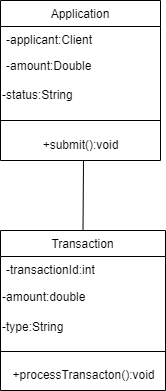 Application
-applicant:Client
-amount:Double
-status:String
+submit():void
Transaction
-transactionId:int
-amount:double
-type:String
+processTransacton():void